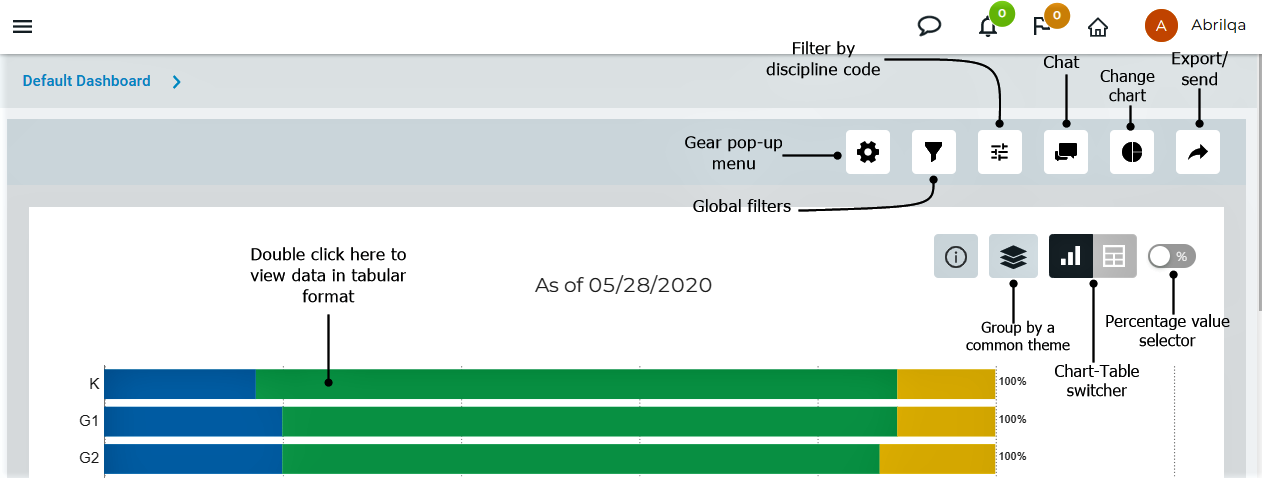 0
0
A
Abrilqa
Default Dashboard
Filter by
discipline code
Chat
Change
chart
Export/
send
Gear pop-up
menu
Global filters
Double click here to
view data in tabular
format
As of 05/28/2020
%
Group by a
common theme
Chart-Table
switcher
Percentage value
selector
K
100%
G1
100%
G2
100%